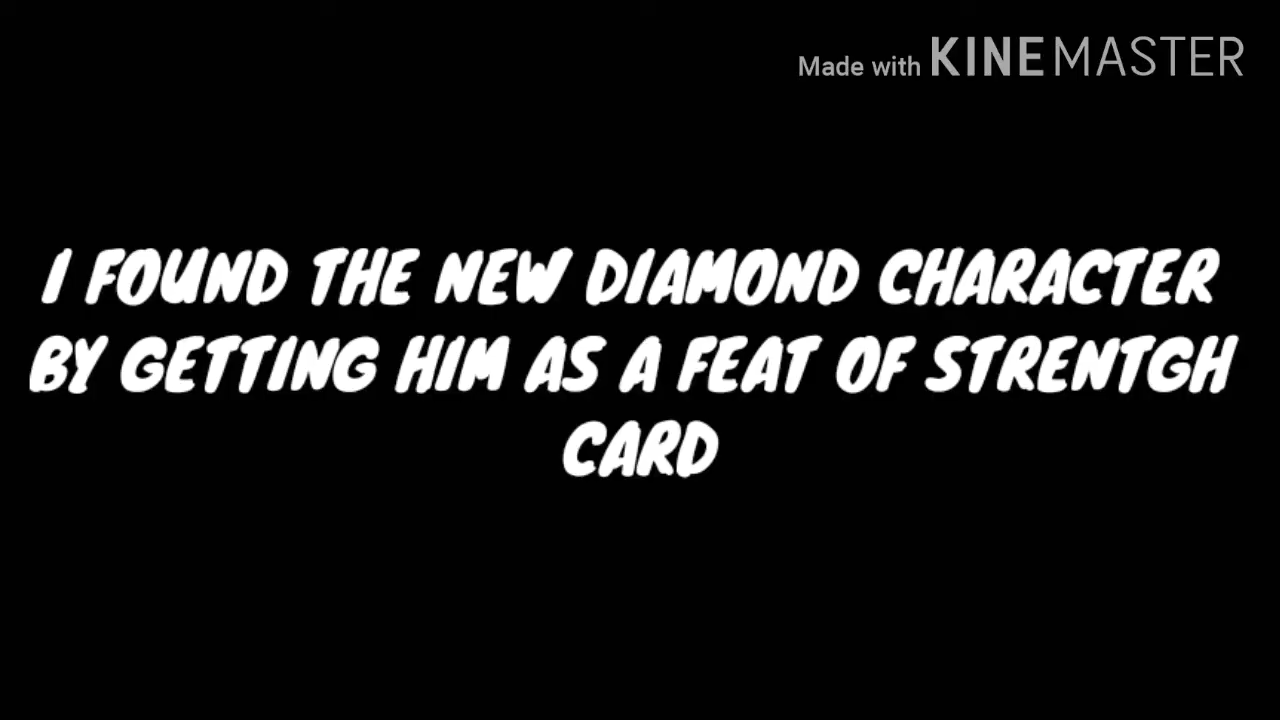 Made with KINEMASTER
I FOUND THE NEW DIAMOND CHARACTER
BY GETTING HIM AS A FEAT OF STRENTGH
CARD